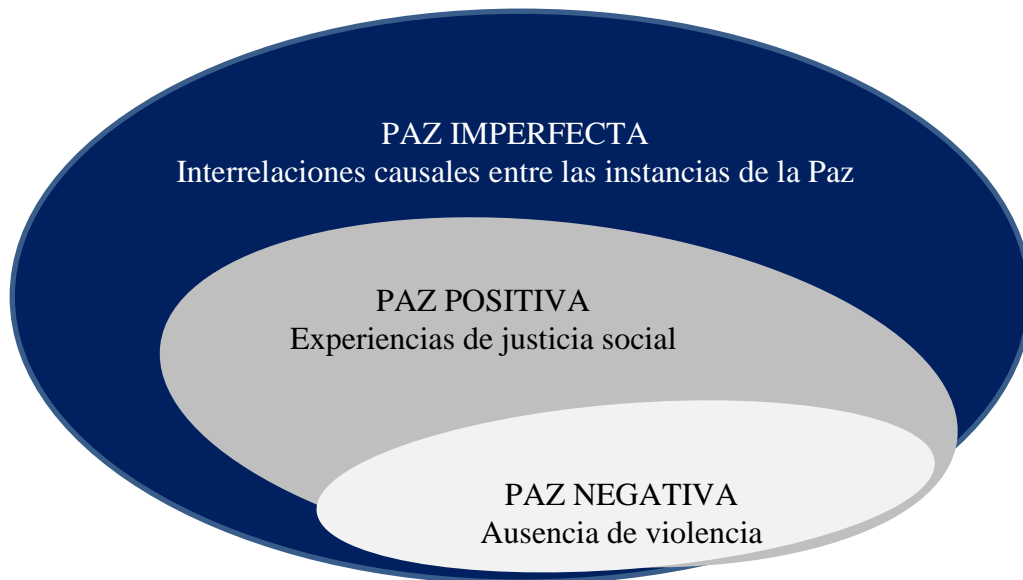 PAZ IMPERFECTA
Interrelaciones causales entre las instancias de la Paz
PAZ POSITIVA
Experiencias de justicia social
PAZ NEGATIVA
Ausencia de violencia